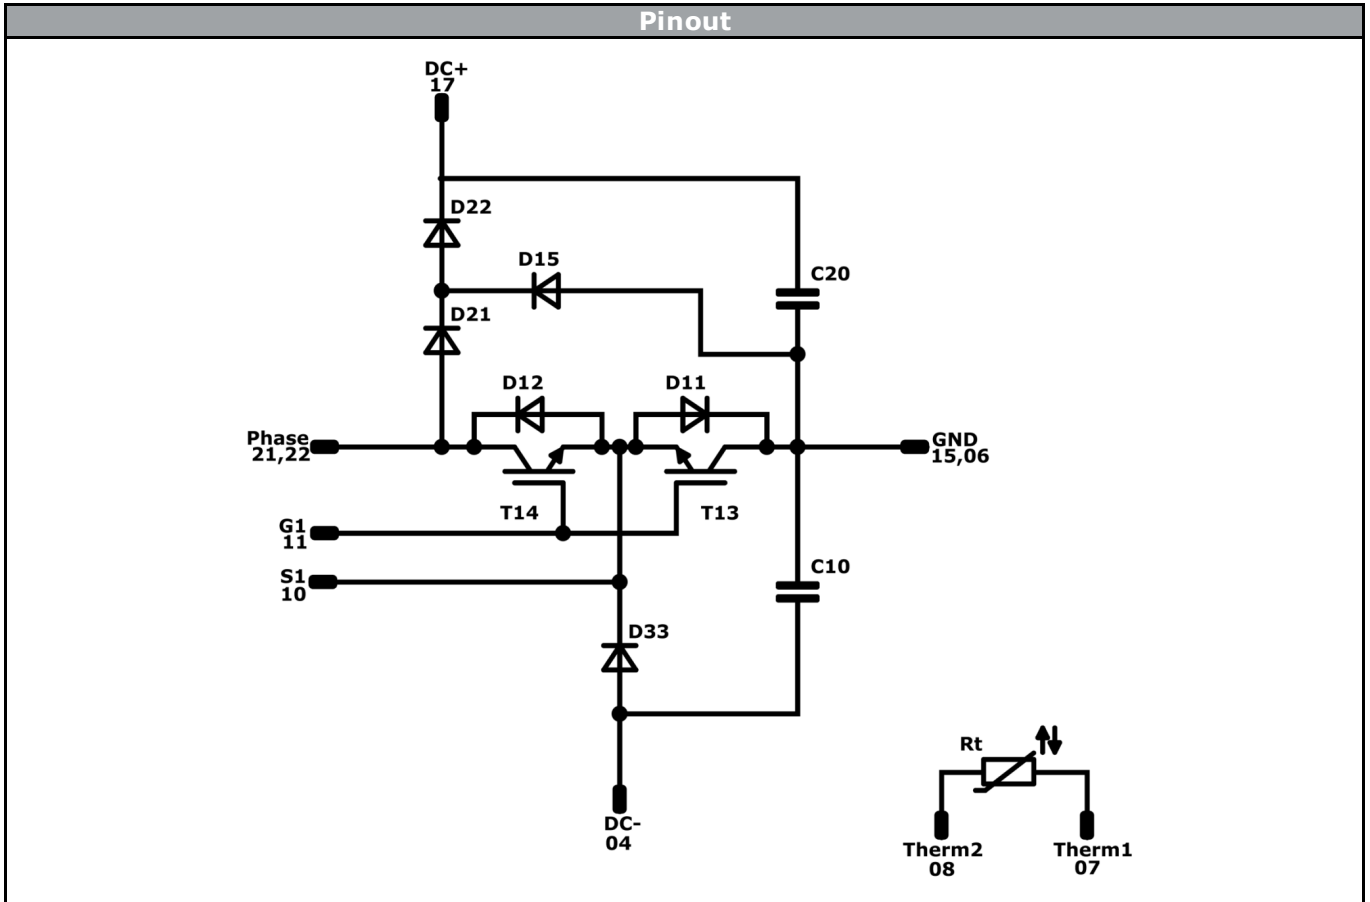 Pinout
DC+
17
D22
D15
C20
D21
D12
D11
Phase
21,22
GND
15,06
T14
T13
G1
11
S1
10
C10
D33
Rt
DC-
04
Therm2
08
Therm1
07